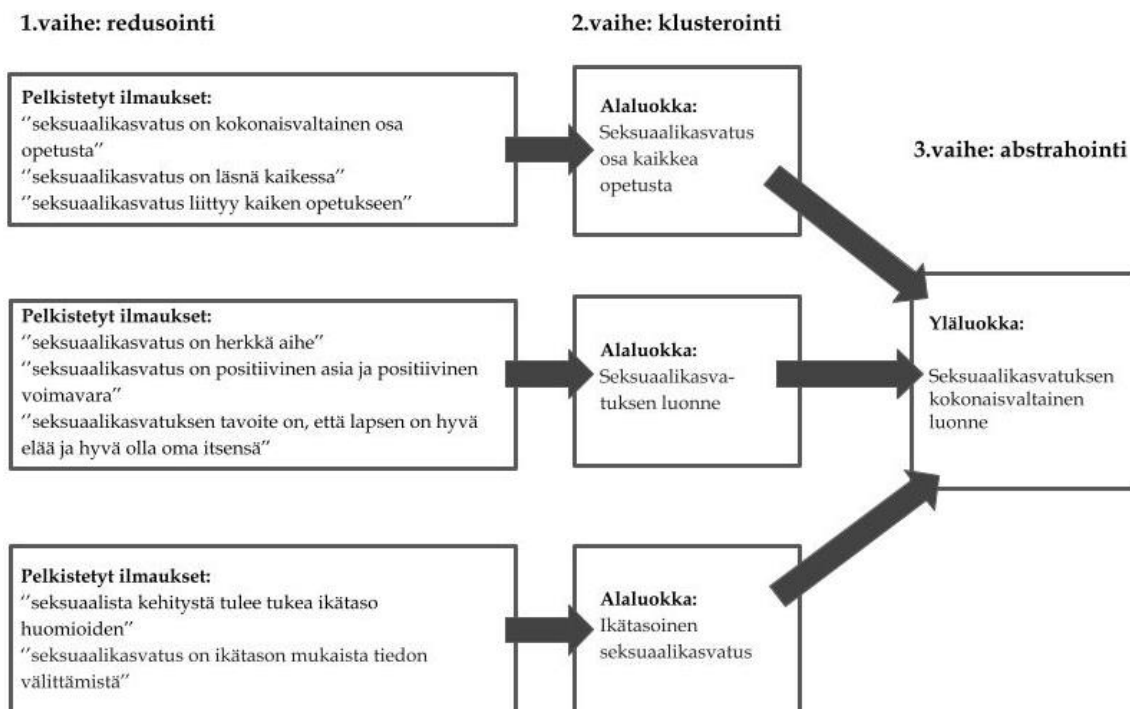 1.vaihe: redusointi
2.vaihe: klusterointi
3.vaihe: abstrahointi
Pelkistetyt ilmaukset:
‘’seksuaalikasvatus on kokonaisvaltainen osa
opetusta’’
‘’seksuaalikasvatus on läsnä kaikessa’’
‘’seksuaalikasvatus liittyy kaiken opetukseen’’
Alaluokka:
Seksuaalikasvatus
osa kaikkea
opetusta
Pelkistetyt ilmaukset:
‘’seksuaalikasvatus on herkkä aihe’’
‘’seksuaalikasvatus on positiivinen asia ja positiivinen
voimavara’’
‘’seksuaalikasvatuksen tavoite on, että lapsen on hyvä
elää ja hyvä olla oma itsensä’’
Alaluokka:
Seksuaalikasva-
tuksen luonne
Yläluokka:
Seksuaalikasvatuksen
kokonaisvaltainen
luonne
Pelkistetyt ilmaukset:
‘’seksuaalista kehitystä tulee tukea ikätaso
huomioiden’’
‘’seksuaalikasvatus on ikätason mukaista tiedon
välittämistä’’
Alaluokka:
Ikätasoinen
seksuaalikasvatus